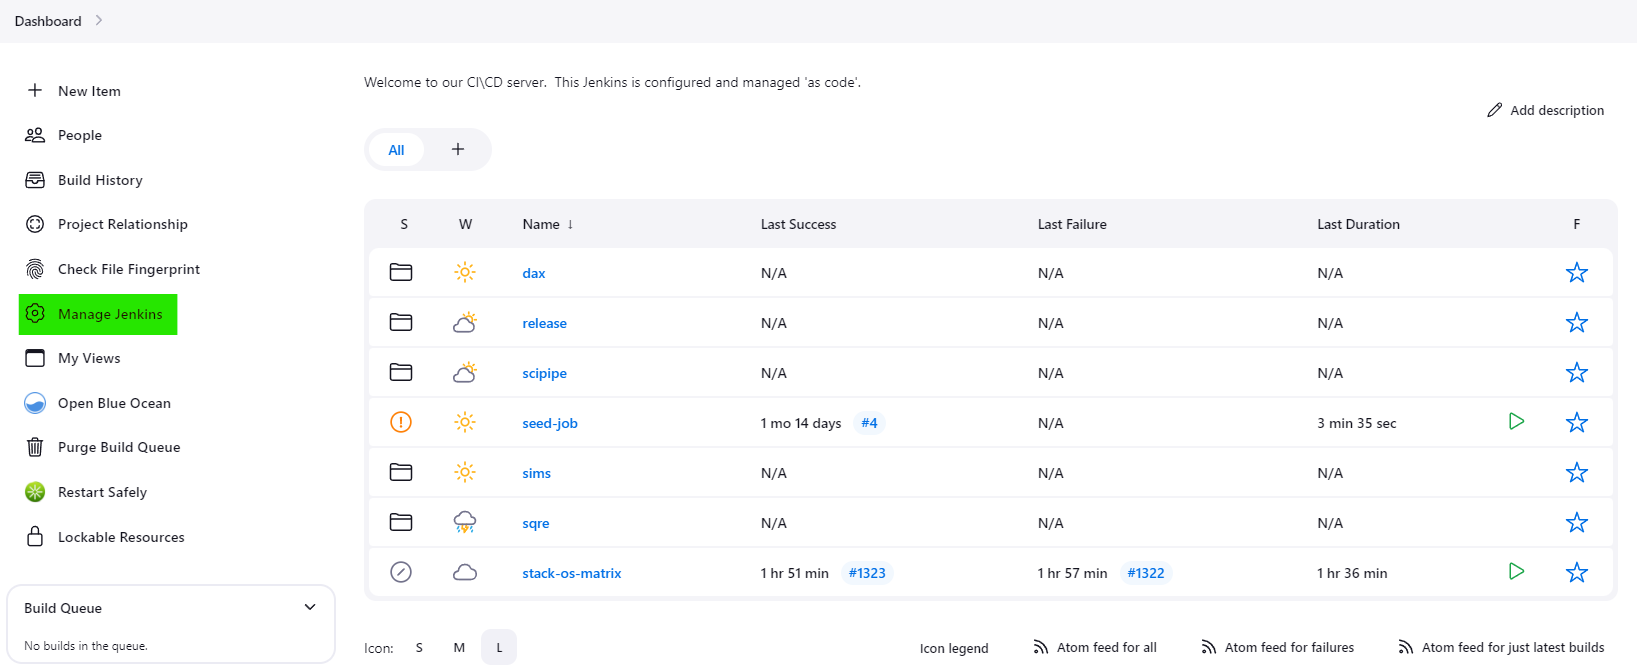 Dashboard
New Item
People
Build History
Project Relationship
Check File Fingerprint
Manage Jenkins
My Views
Open Blue Ocean
Purge Build Queue
Restart Safely
Lockable Resources
Build Queue
No builds in the queue.
Welcome to our CI\CD server. This Jenkins is configured and managed 'as code'.
Add description
All +
S W Name ↓ Last Success Last Failure Last Duration F
dax N/A N/A N/A
release N/A N/A N/A
scipipe N/A N/A N/A
seed-job 1 mo 14 days #4 N/A 3 min 35 sec
sims N/A N/A N/A
sqre N/A N/A N/A
stack-os-matrix 1 hr 51 min #1323 1 hr 57 min #1322 1 hr 36 min
Icon: S M L Icon legend Atom feed for all Atom feed for failures Atom feed for just latest builds